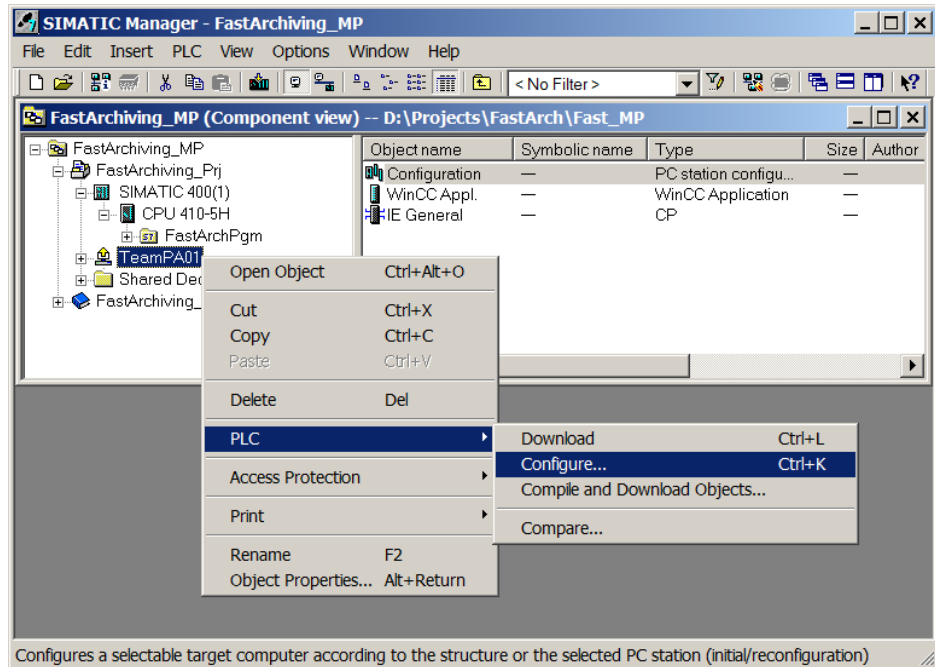 SIMATIC Manager - FastArchiving_MP
File Edit Insert PLC View Options Window Help
< No Filter >
FastArchiving_MP (Component view) -- D:\Projects\FastArch\Fast_MP
FastArchiving_MP
FastArchiving_Prj
SIMATIC 400(1)
CPU 410-5H
FastArchPgm
TeamPA01
Shared Dec
FastArchiving_
Object name Symbolic name Type Size Author
Configuration — PC station configu... —
WinCC Appl. — WinCC Application —
IE General — CP —
Open Object Ctrl+Alt+O
Cut Ctrl+X
Copy Ctrl+C
Paste Ctrl+V
Delete Del
PLC
Access Protection
Print
Rename F2
Object Properties... Alt+Return
Download Ctrl+L
Configure... Ctrl+K
Compile and Download Objects...
Compare...
Configures a selectable target computer according to the structure or the selected PC station (initial/reconfiguration)